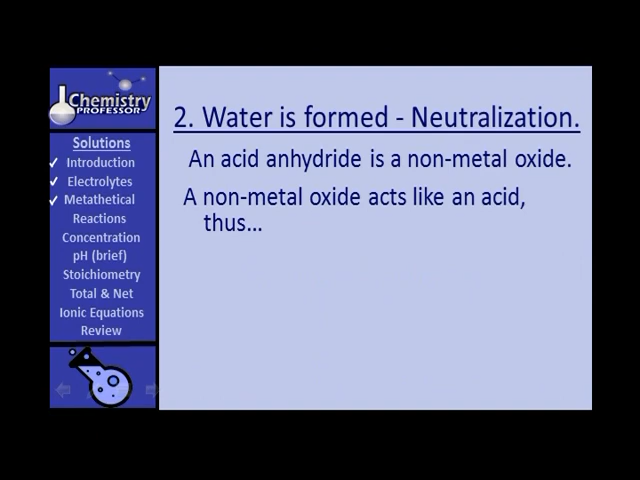 Chemistry
PROFESSOR
Solutions
Introduction
Electrolytes
Metathetical
Reactions
Concentration
pH (brief)
Stoichiometry
Total & Net
Ionic Equations
Review
2. Water is formed - Neutralization.
An acid anhydride is a non-metal oxide.
A non-metal oxide acts like an acid,
thus...